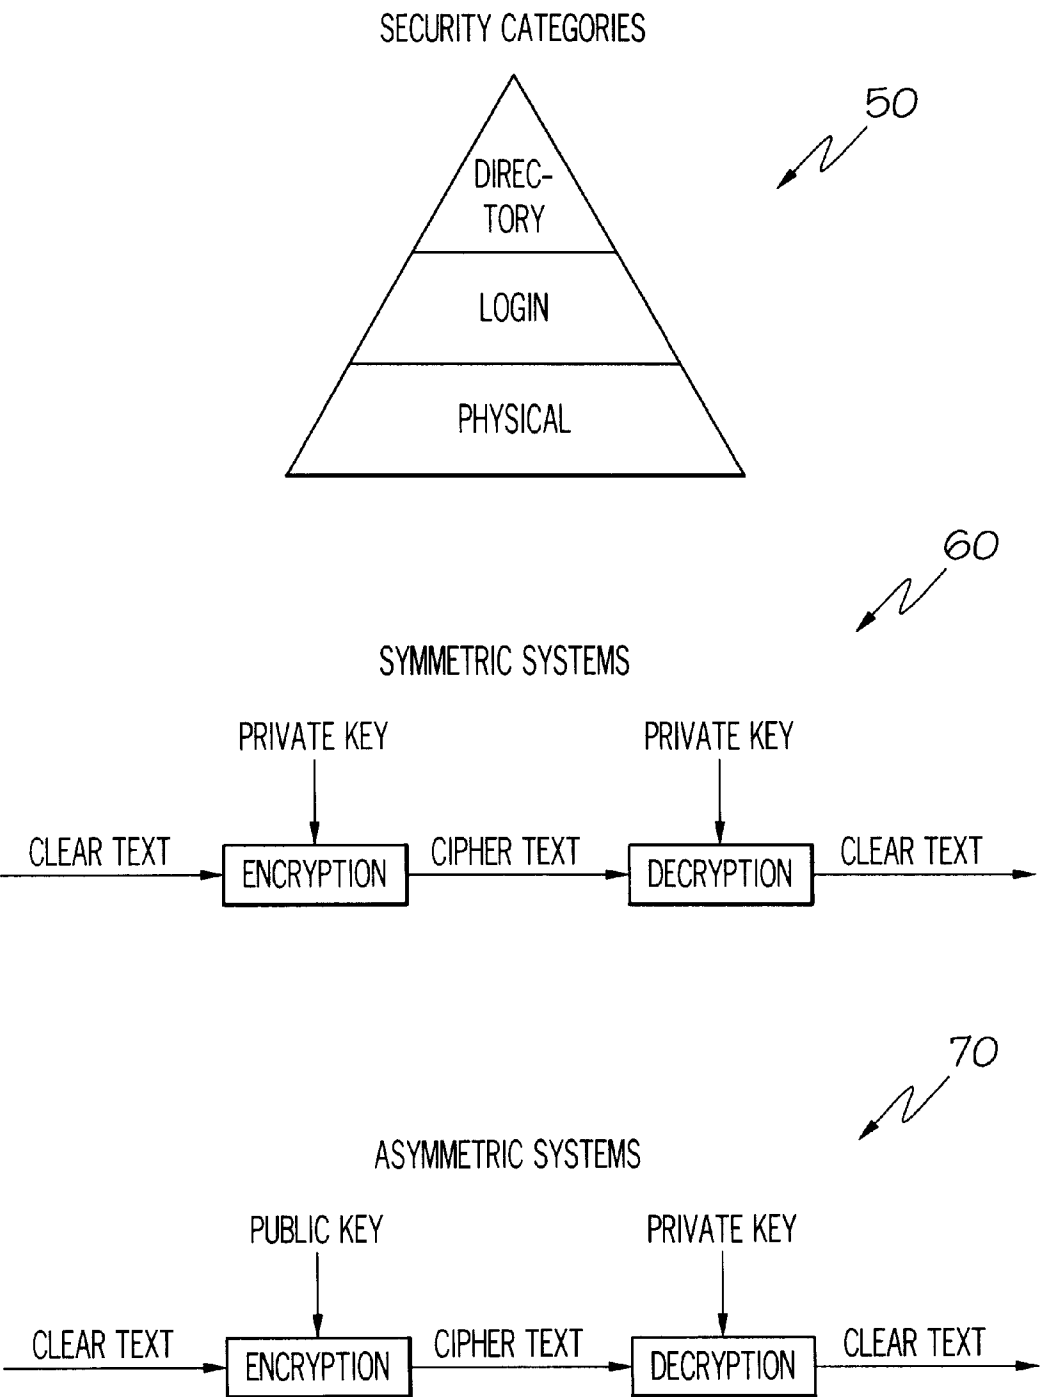 SECURITY CATEGORIES
50
DIREC-
TORY
LOGIN
PHYSICAL
60
SYMMETRIC SYSTEMS
PRIVATE KEY PRIVATE KEY
CLEAR TEXT ENCRYPTION CIPHER TEXT DECRYPTION CLEAR TEXT
70
ASYMMETRIC SYSTEMS
PUBLIC KEY PRIVATE KEY
CLEAR TEXT ENCRYPTION CIPHER TEXT DECRYPTION CLEAR TEXT